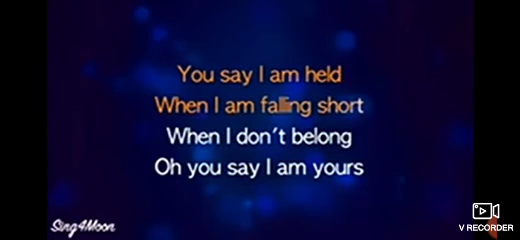 You say I am held
When I am falling short
When I don't belong
Oh you say I am yours
Sing4Moon
V RECORDER